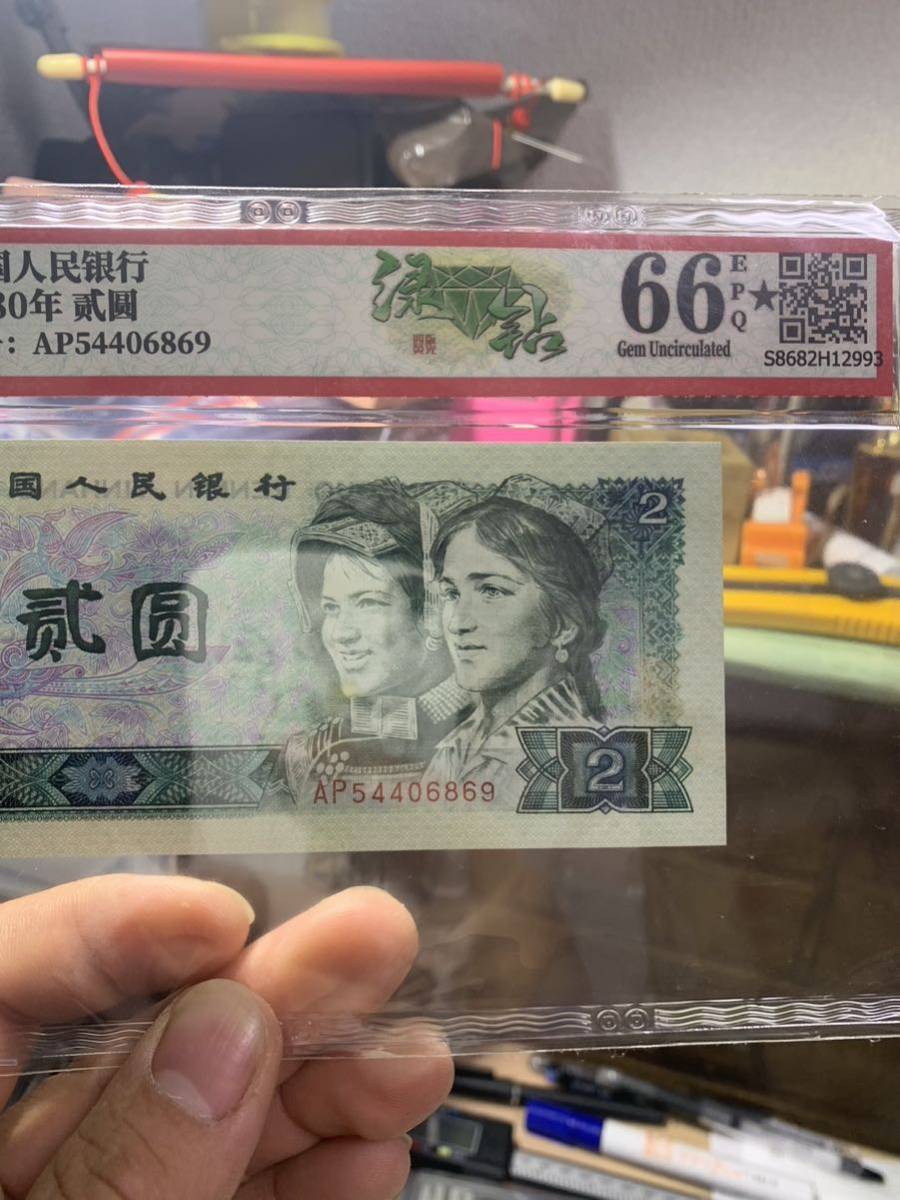 国人民银行
80年 贰圆
: AP54406869
绿钻
66
EPQ
★
Gem Uncirculated
S8682H12993
国人民银行
2
贰圆
AP54406869
2